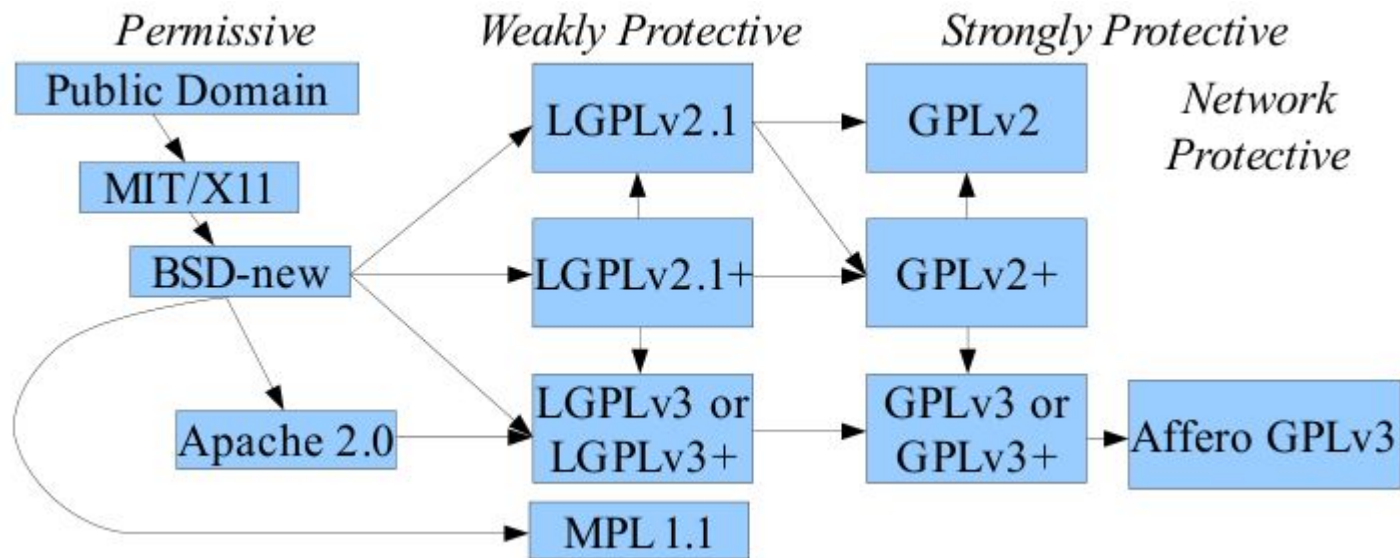 Permissive
Weakly Protective
Strongly Protective
Network
Protective
Public Domain
MIT/X11
BSD-new
Apache 2.0
LGPLv2.1
LGPLv2.1+
LGPLv3 or
LGPLv3+
MPL 1.1
GPLv2
GPLv2+
GPLv3 or
GPLv3+
Affero GPLv3